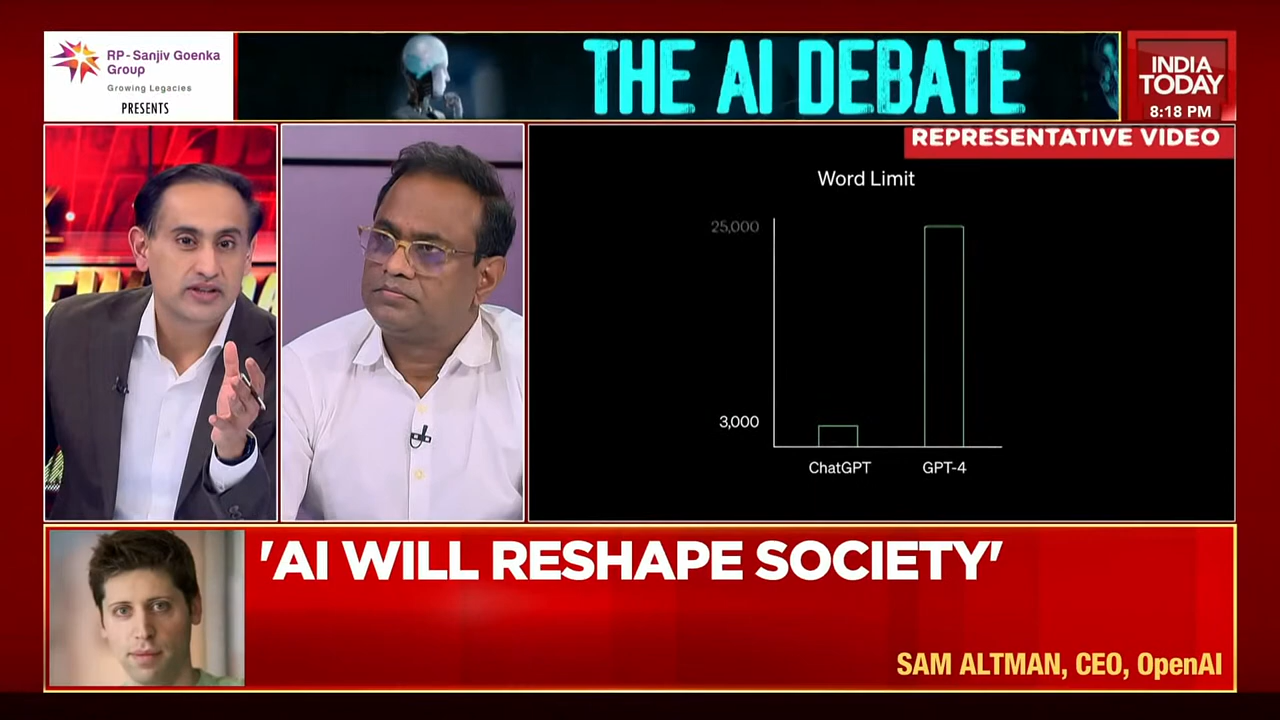 RP-Sanjiv Goenka
Group
Growing Legacies
PRESENTS
THE AI DEBATE
INDIA
TODAY
8:18 PM
REPRESENTATIVE VIDEO
Word Limit
25,000
3,000
ChatGPT
GPT-4
'AI WILL RESHAPE SOCIETY'
SAM ALTMAN, CEO, OpenAI